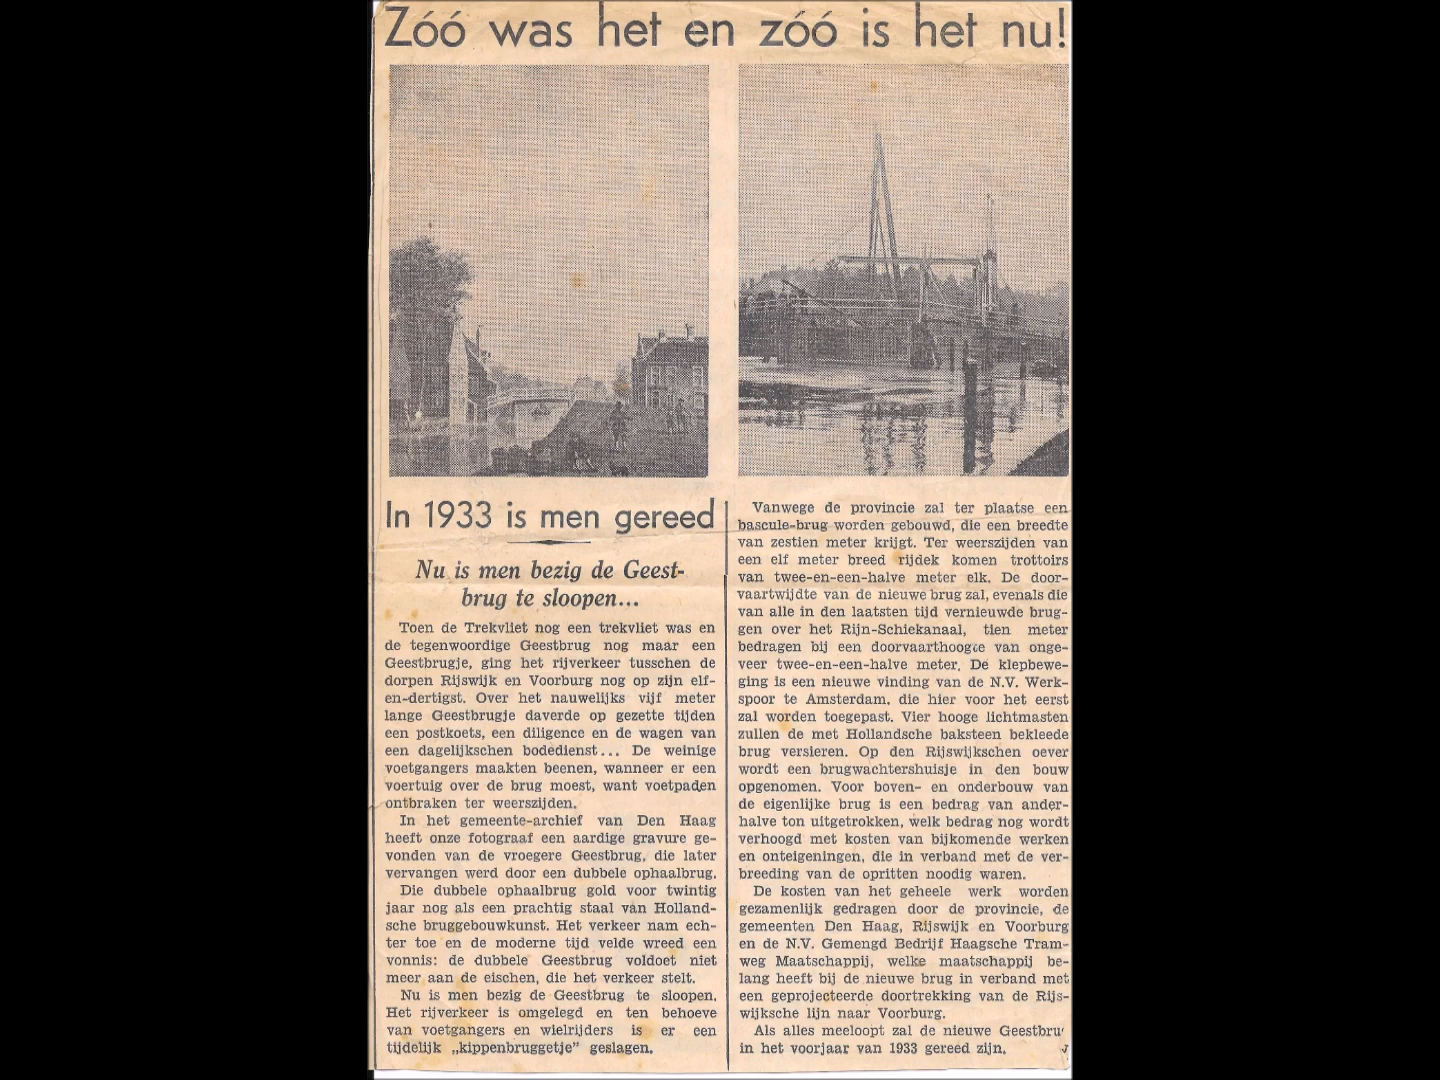 Zóó was het en zóó is het nu!
In 1933 is men gereed
Nu is men bezig de Geest-
brug te sloopen...
Toen de Trekvliet nog een trekvliet was en
de tegenwoordige Geestbrug nog maar een
Geestbrugje, ging het rijverkeer tusschen de
dorpen Rijswijk en Voorburg nog op zijn elf-
en-dertigst. Over het nauwelijks vijf meter
lange Geestbrugje daverde op gezette tijden
een postkoets, een diligence en de wagen van
een dagelijkschen bodedienst... De weinige
voetgangers maakten beenen, wanneer er een
voertuig over de brug moest, want voetpaden
ontbraken ter weerszijden.
In het gemeente-archief van Den Haag
heeft onze fotograaf een aardige gravure ge-
vonden van de vroegere Geestbrug, die later
vervangen werd door een dubbele ophaalbrug.
Die dubbele ophaalbrug gold voor twintig
jaar nog als een prachtig staal van Holland-
sche bruggebouwkunst. Het verkeer nam ech-
ter toe en de moderne tijd velde wreed een
vonnis: de dubbele Geestbrug voldoet niet
meer aan de eischen, die het verkeer stelt.
Nu is men bezig de Geestbrug te sloopen.
Het rijverkeer is omgelegd en ten behoeve
van voetgangers en wielrijders is er een
tijdelijk „kippenbruggetje" geslagen.
Vanwege de provincie zal ter plaatse een
bascule-brug worden gebouwd, die een breedte
van zestien meter krijgt. Ter weerszijden van
een elf meter breed rijdek komen trottoirs
van twee-en-een-halve meter elk. De door-
vaartwijdte van de nieuwe brug zal, evenals die
van alle in den laatsten tijd vernieuwde brug-
gen over het Rijn-Schiekanaal, tien meter
bedragen bij een doorvaarthoogte van onge-
veer twee-en-een-halve meter. De klepbewe-
ging is een nieuwe vinding van de N.V. Werk-
spoor te Amsterdam, die hier voor het eerst
zal worden toegepast. Vier hooge lichtmasten
zullen de met Hollandsche baksteen bekleede
brug versieren. Op den Rijswijkschen oever
wordt een brugwachtershuisje in den bouw
opgenomen. Voor boven- en onderbouw van
de eigenlijke brug is een bedrag van ander-
halve ton uitgetrokken, welk bedrag nog wordt
verhoogd met kosten van bijkomende werken
en onteigeningen, die in verband met de ver-
breeding van de opritten noodig waren.
De kosten van het geheele werk worden
gezamenlijk gedragen door de provincie, de
gemeenten Den Haag, Rijswijk en Voorburg
en de N.V. Gemengd Bedrijf Haagsche Tram-
weg Maatschappij, welke maatschappij be-
lang heeft bij de nieuwe brug in verband met
een geprojecteerde doortrekking van de Rijs-
wijksche lijn naar Voorburg.
Als alles meeloopt zal de nieuwe Geestbru
in het voorjaar van 1933 gereed zijn.